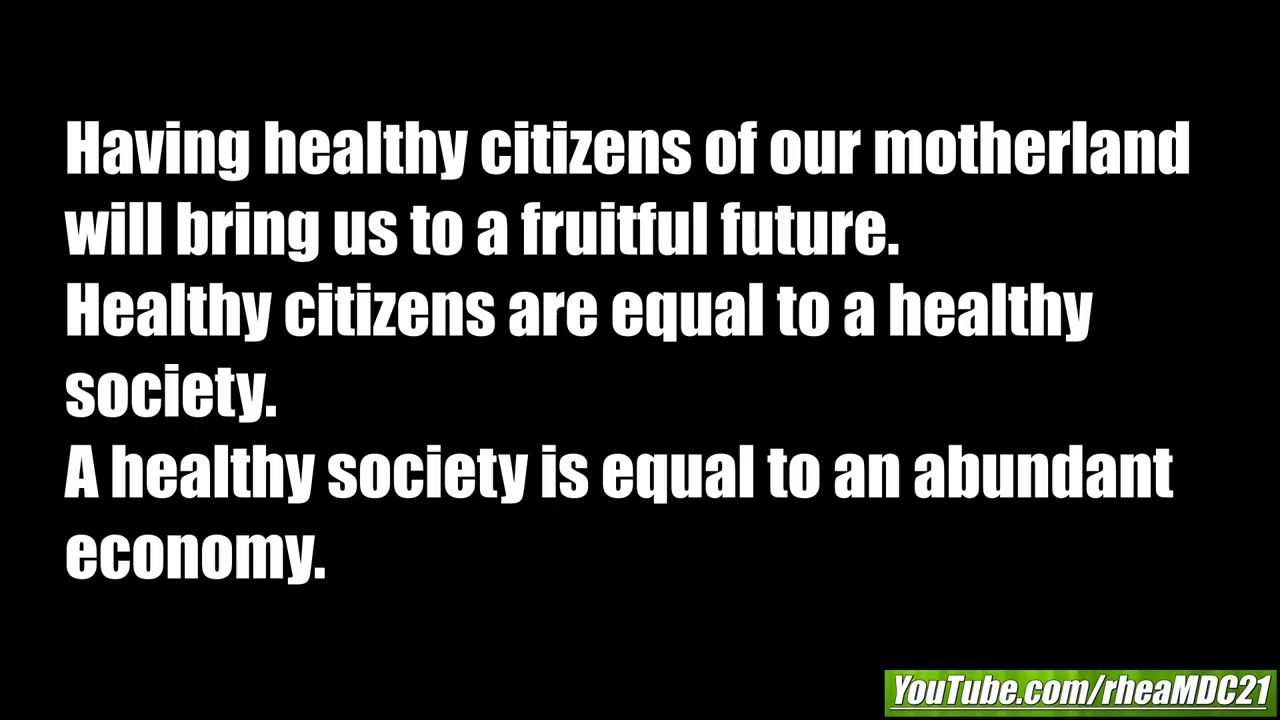 Having healthy citizens of our motherland
will bring us to a fruitful future.
Healthy citizens are equal to a healthy
society.
A healthy society is equal to an abundant
economy.
YouTube.com/rheaMDC21